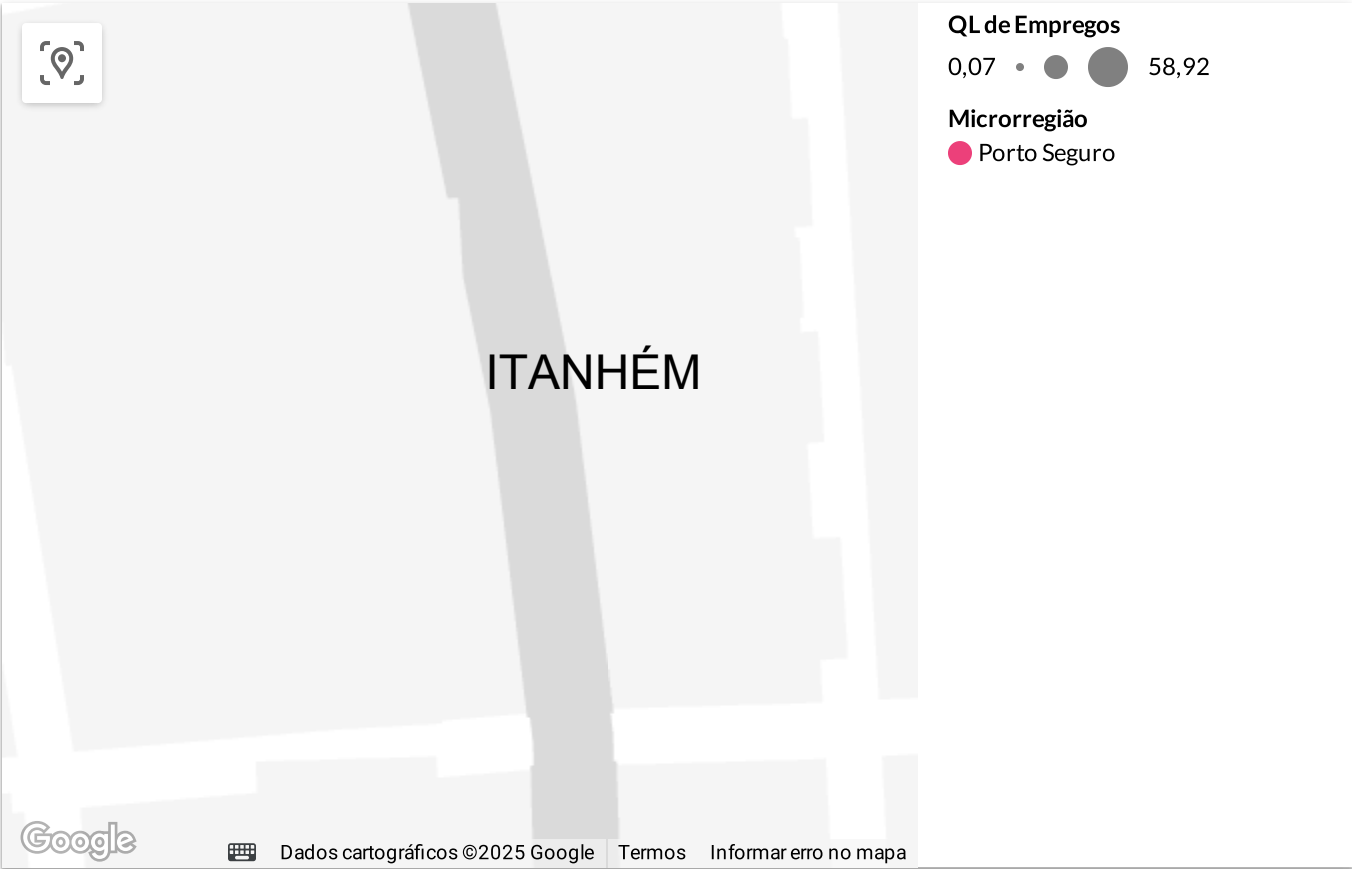 QL de Empregos
0,07 58,92
Microrregião
Porto Seguro
ITANHÉM
Google
Dados cartográficos ©2025 Google Termos Informar erro no mapa